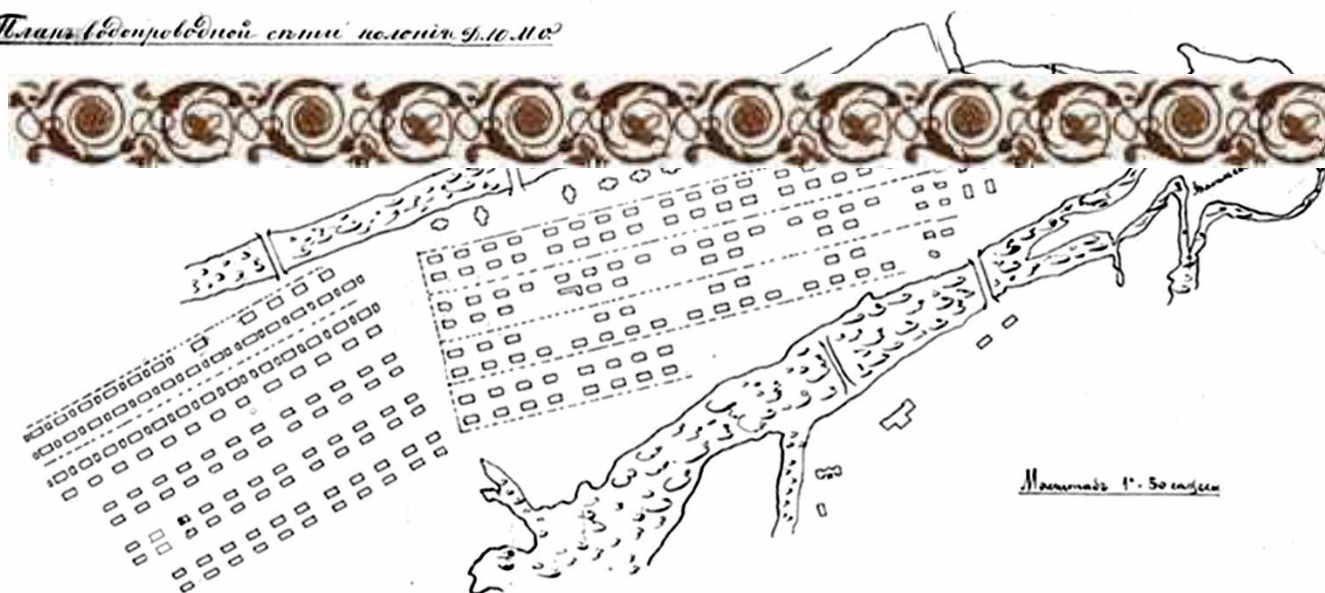 Планъ водопроводной сѣти колоніи Д.Ю.М.О.
Масштабъ 1" - 50 саженъ